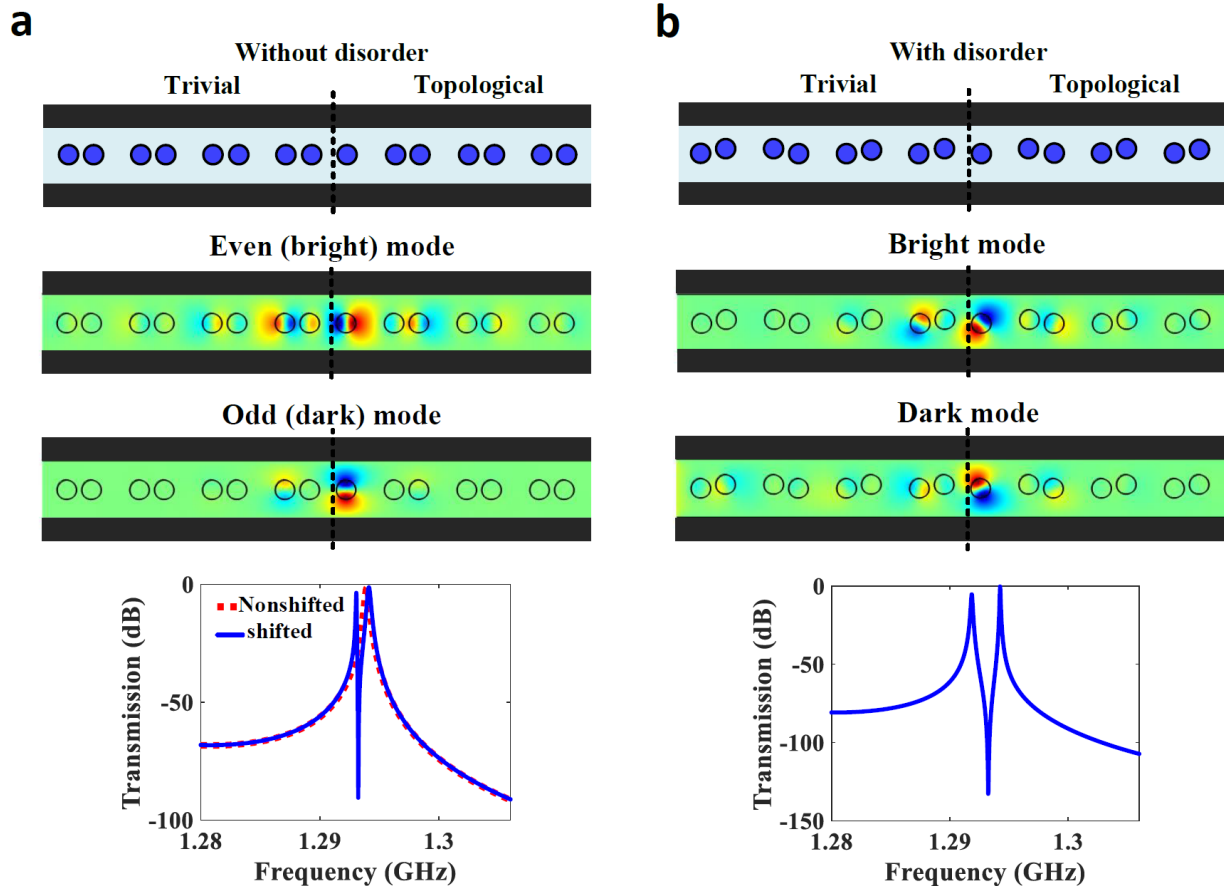 a
Without disorder
Trivial Topological
Even (bright) mode
Odd (dark) mode
0
-50
-100
Transmission (dB)
Nonshifted
shifted
1.28 1.29 1.3
Frequency (GHz)
b
With disorder
Trivial Topological
Bright mode
Dark mode
0
-50
-100
-150
Transmission (dB)
1.28 1.29 1.3
Frequency (GHz)